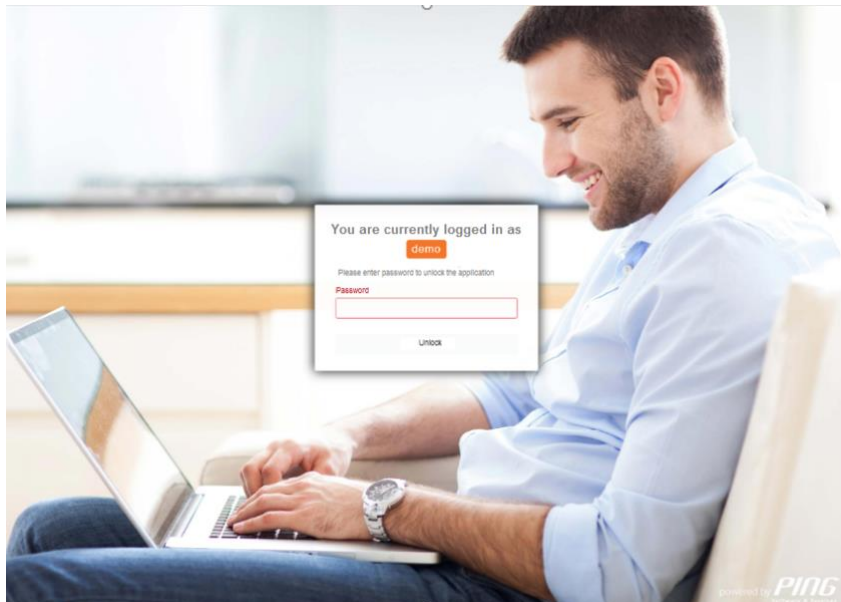 You are currently logged in as
demo
Please enter password to unlock the application
Password
Unlock
powered by PING